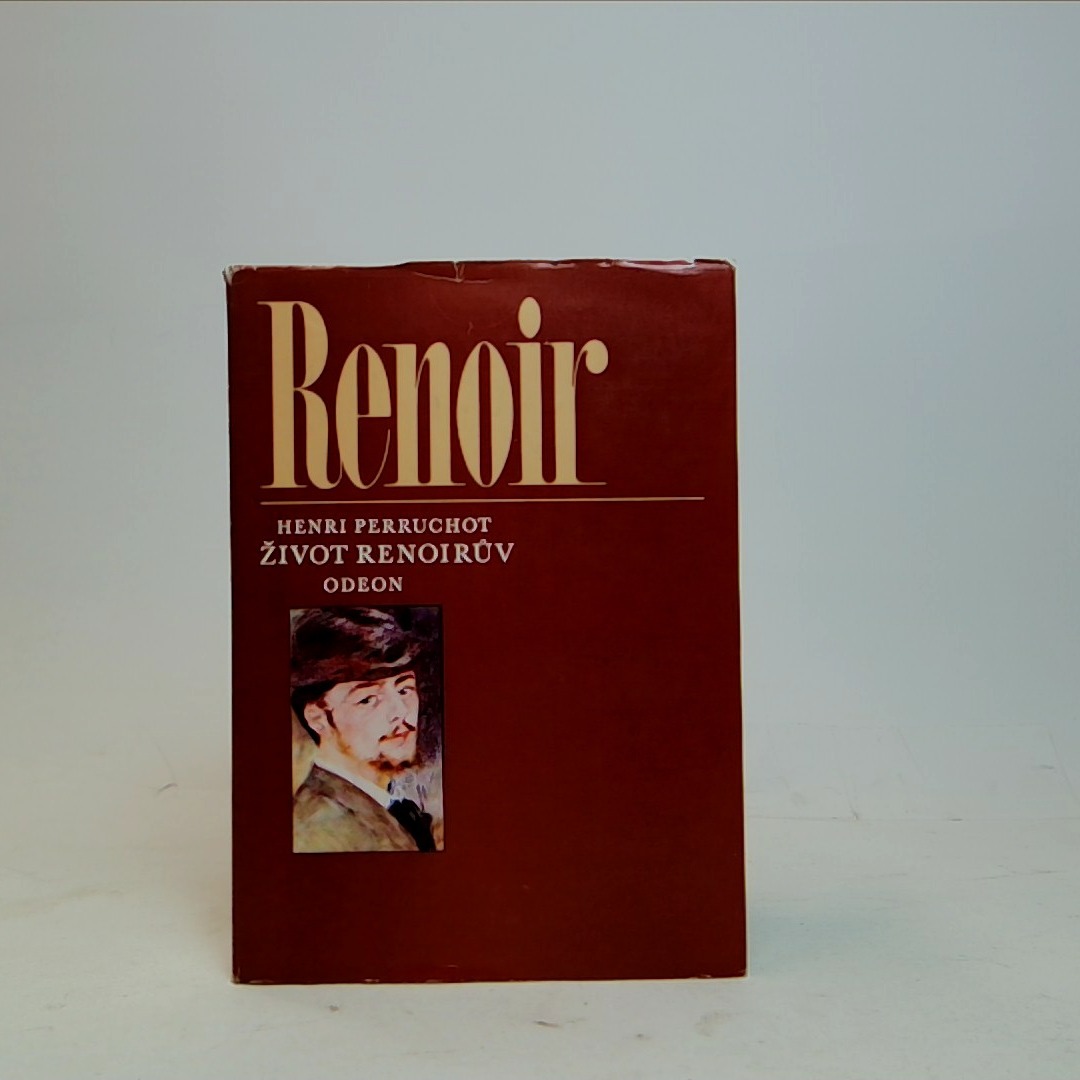 Renoir
HENRI PERRUCHOT
ŽIVOT RENOIRŮV
ODEON